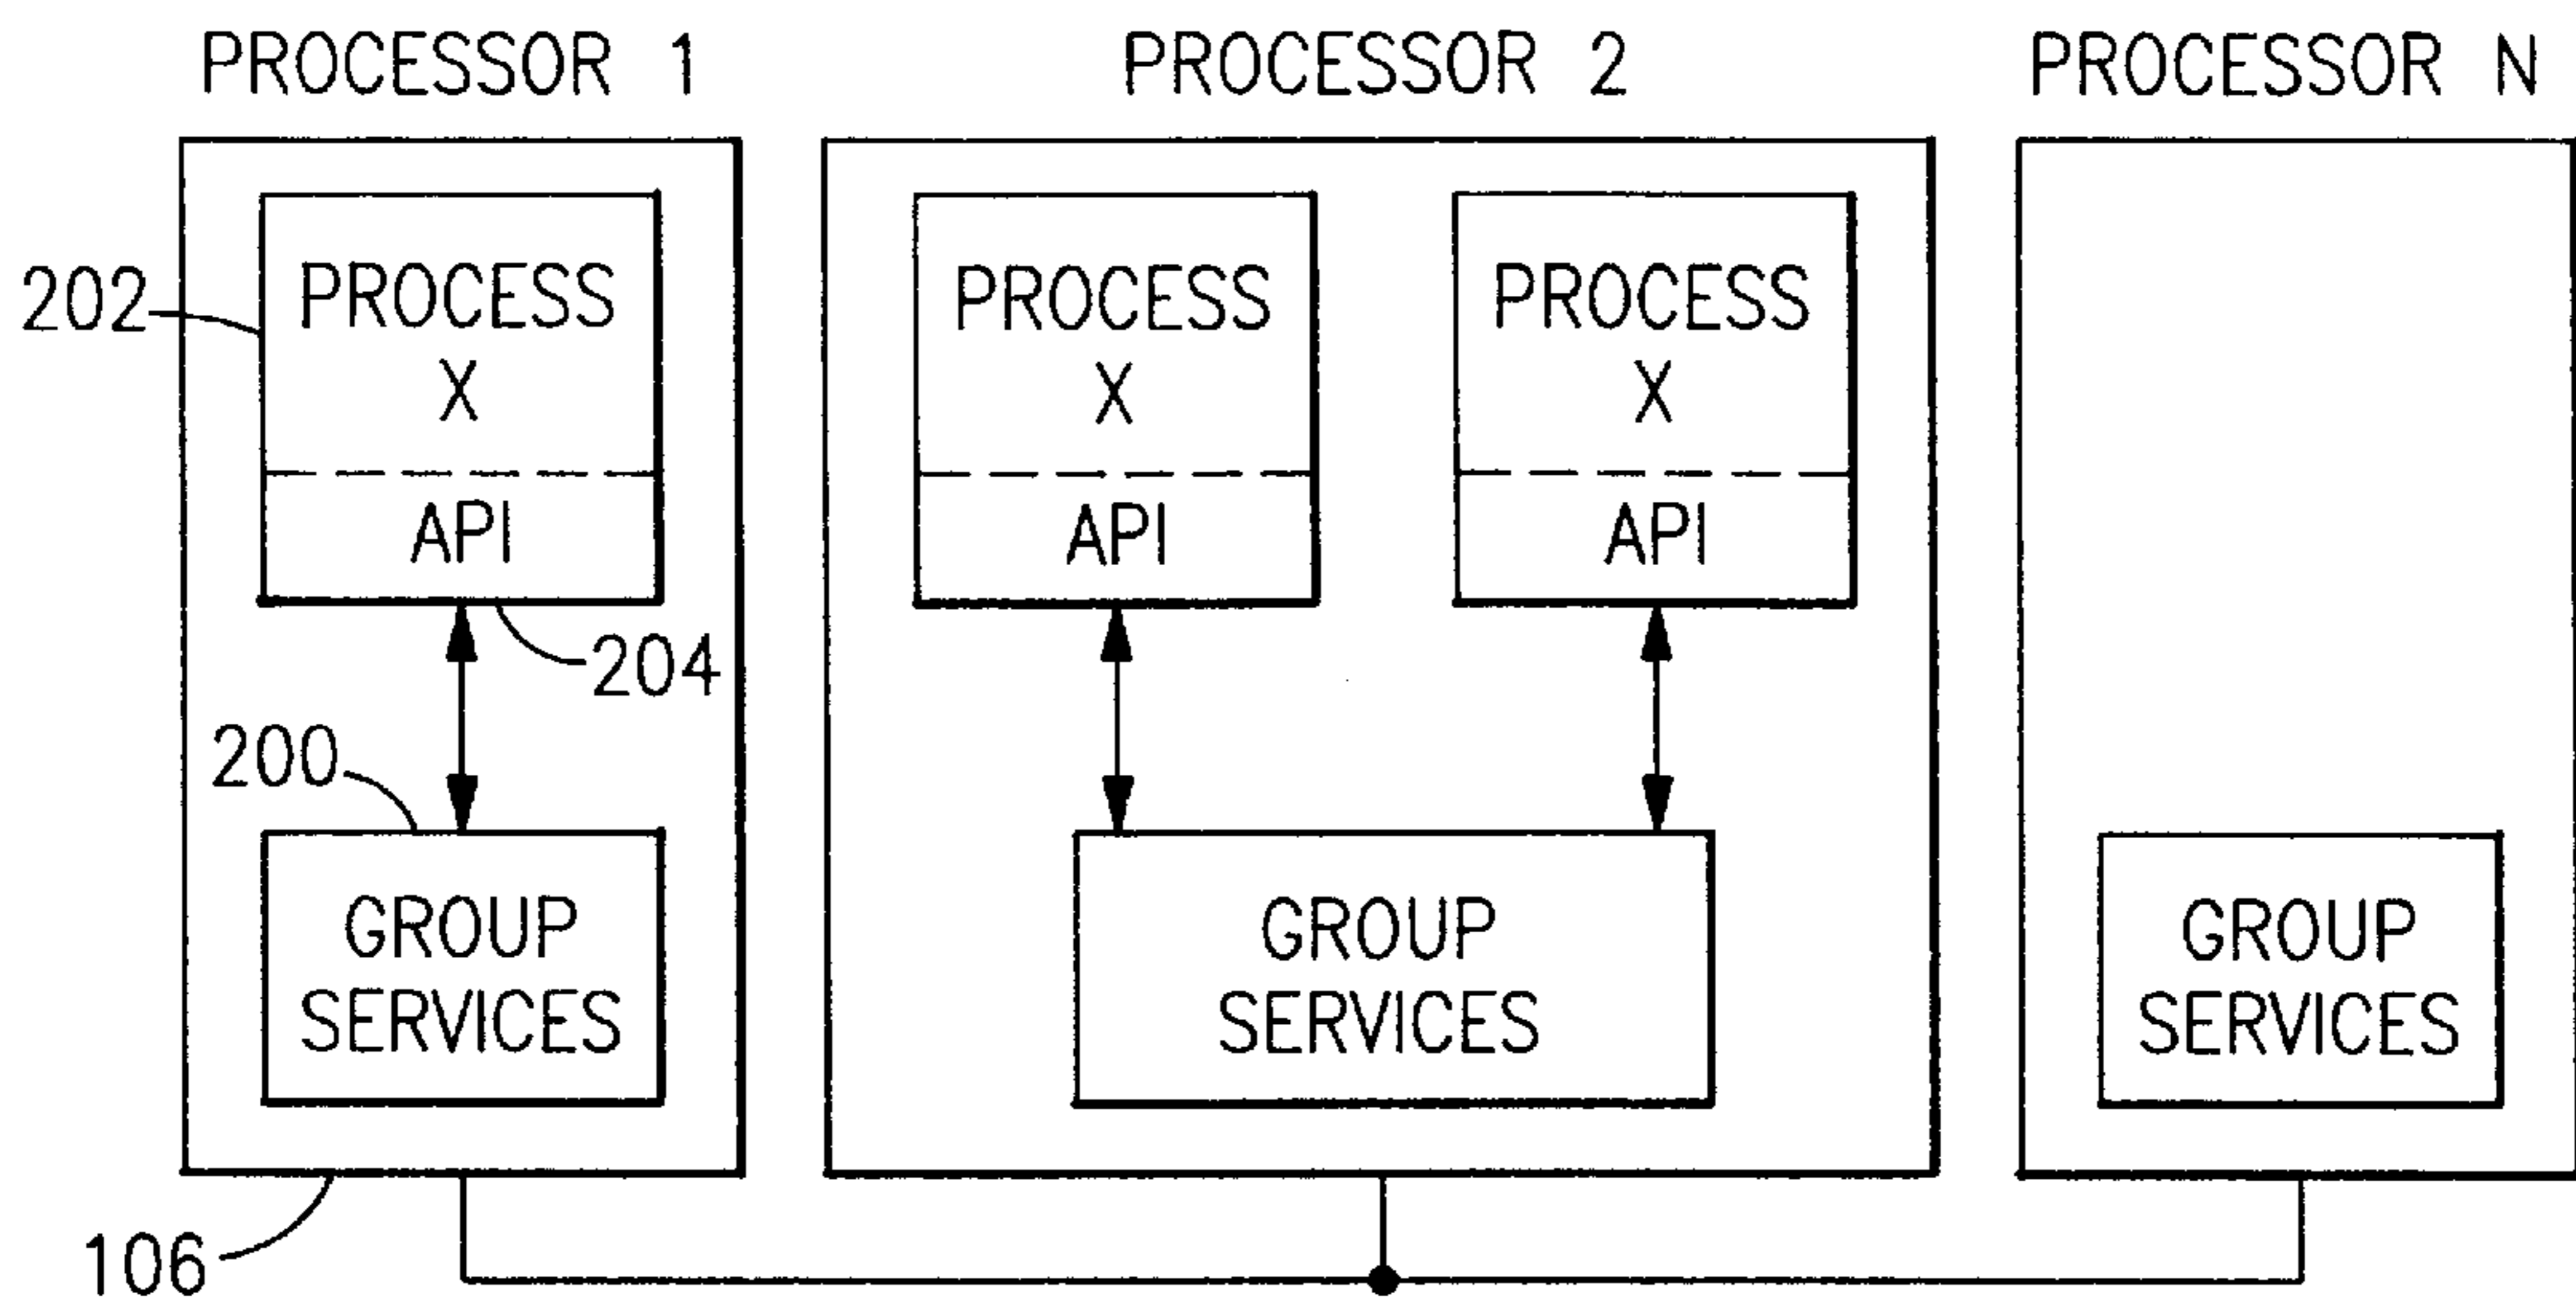 PROCESSOR 1
PROCESSOR 2
PROCESSOR N
202
PROCESS
X
API
PROCESS
X
API
PROCESS
X
API
204
200
GROUP
SERVICES
GROUP
SERVICES
GROUP
SERVICES
106